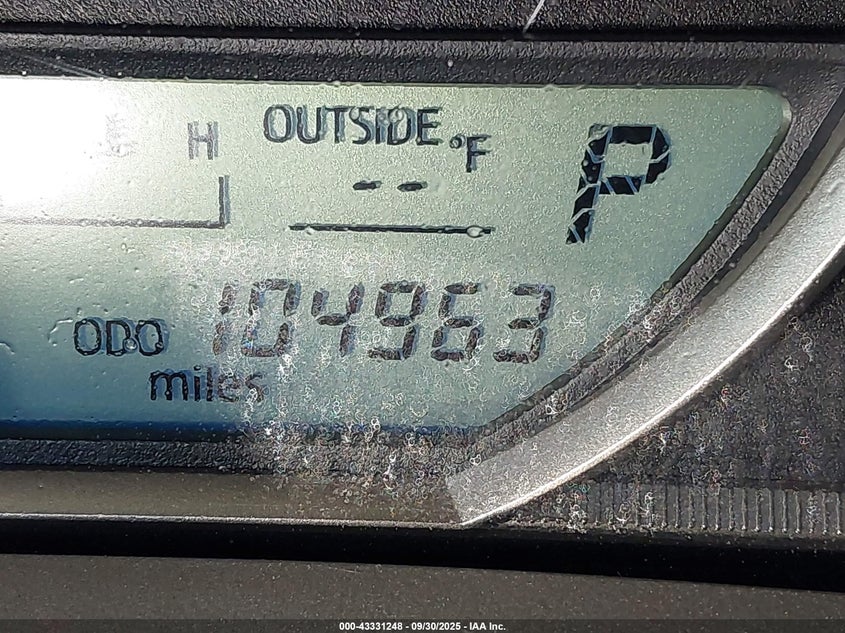 H
OUTSIDE °F
-- P
ODO 104963
miles
000-43331248 - 09/30/2025 - IAA Inc.